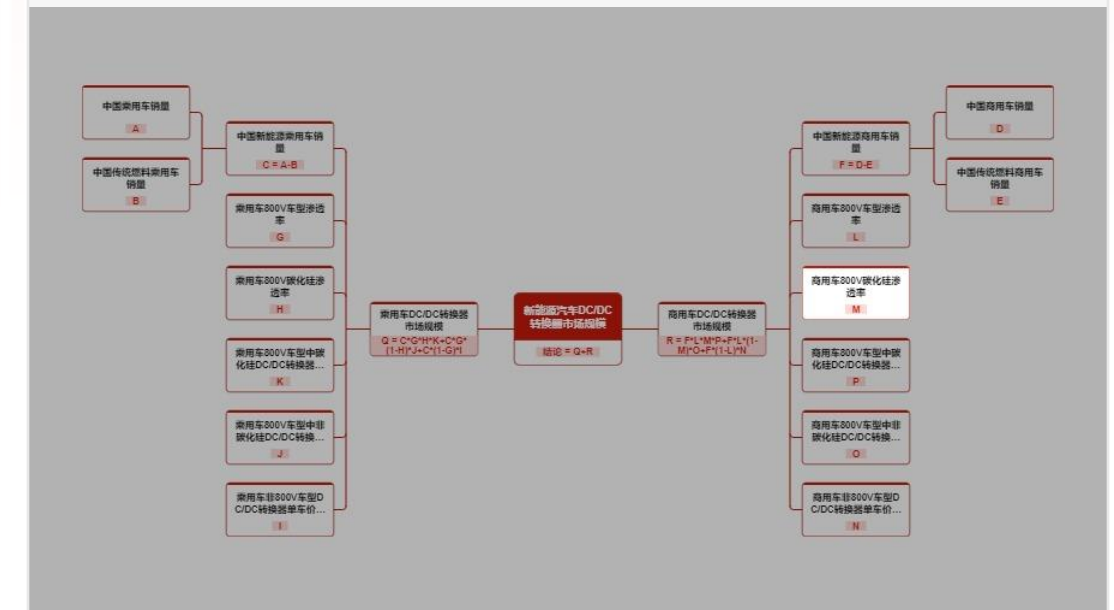 中国乘用车销量
A
中国传统燃料乘用车
销量
B
中国新能源乘用车销
量
C = A-B
乘用车800V车型渗透
率
G
乘用车800V碳化硅渗
透率
H
乘用车800V车型中碳
化硅DC/DC转换器...
K
乘用车800V车型中非
碳化硅DC/DC转换...
J
乘用车非800V车型D
C/DC转换器单车价...
I
乘用车DC/DC转换器
市场规模
Q = C*G*H*K+C*G*
(1-H)*J+C*(1-G)*I
新能源汽车DC/DC
转换器市场规模
结论 = Q+R
商用车DC/DC转换器
市场规模
R = F*L*M*P+F*L*(1-
M)*O+F*(1-L)*N
中国新能源商用车销
量
F = D-E
商用车800V车型渗透
率
L
商用车800V碳化硅渗
透率
M
商用车800V车型中碳
化硅DC/DC转换器...
P
商用车800V车型中非
碳化硅DC/DC转换...
O
商用车非800V车型D
C/DC转换器单车价...
N
中国商用车销量
D
中国传统燃料商用车
销量
E